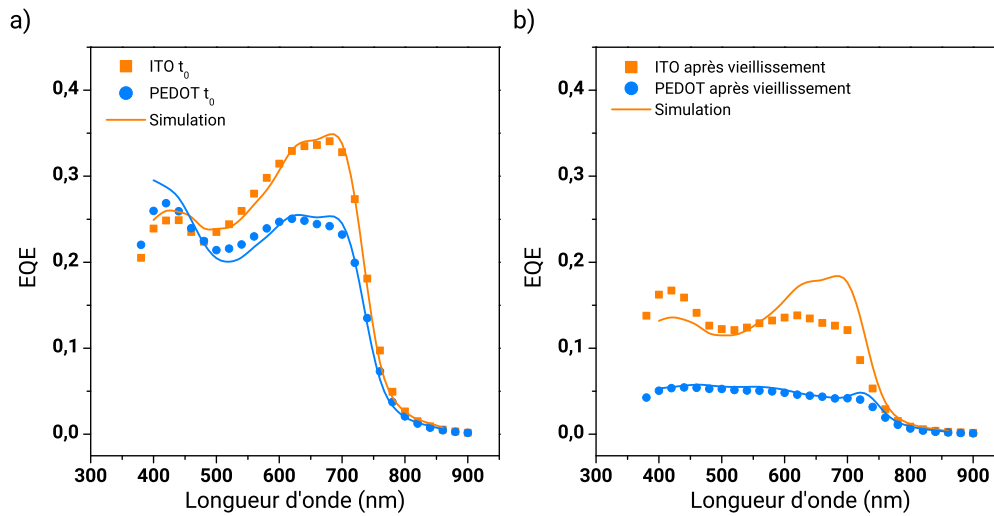 a)
ITO t0
PEDOT t0
Simulation
0,4
0,3
0,2
0,1
0,0
EQE
300 400 500 600 700 800 900
Longueur d'onde (nm)
b)
ITO après vieillissement
PEDOT après vieillissement
Simulation
0,4
0,3
0,2
0,1
0,0
EQE
300 400 500 600 700 800 900
Longueur d'onde (nm)